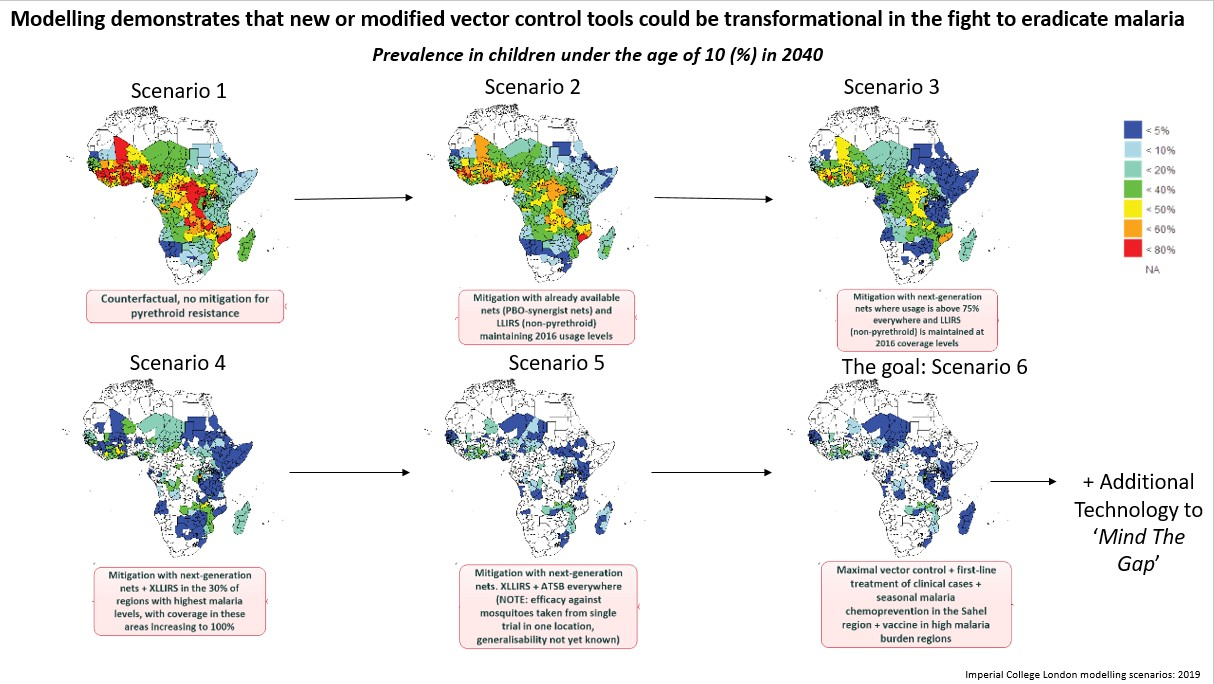 Modelling demonstrates that new or modified vector control tools could be transformational in the fight to eradicate malaria
Prevalence in children under the age of 10 (%) in 2040
Scenario 1
Scenario 2
Scenario 3
< 5%
< 10%
< 20%
< 40%
< 50%
< 60%
< 80%
NA
Counterfactual, no mitigation for
pyrethroid resistance
Mitigation with already available
nets (PBO-synergist nets) and
LLIRS (non-pyrethroid)
maintaining 2016 usage levels
Mitigation with next-generation
nets where usage is above 75%
everywhere and LLIRS
(non-pyrethroid) is maintained at
2016 coverage levels
Scenario 4
Scenario 5
The goal: Scenario 6
Mitigation with next-generation
nets + XLLIRS in the 30% of
regions with highest malaria
levels, with coverage in these
areas increasing to 100%
Mitigation with next-generation
nets. XLLIRS + ATSB everywhere
(NOTE: efficacy against
mosquitoes taken from single
trial in one location,
generalisability not yet known)
Maximal vector control + first-line
treatment of clinical cases +
seasonal malaria
chemoprevention in the Sahel
region + vaccine in high malaria
burden regions
+ Additional
Technology to
‘Mind The
Gap’
Imperial College London modelling scenarios: 2019